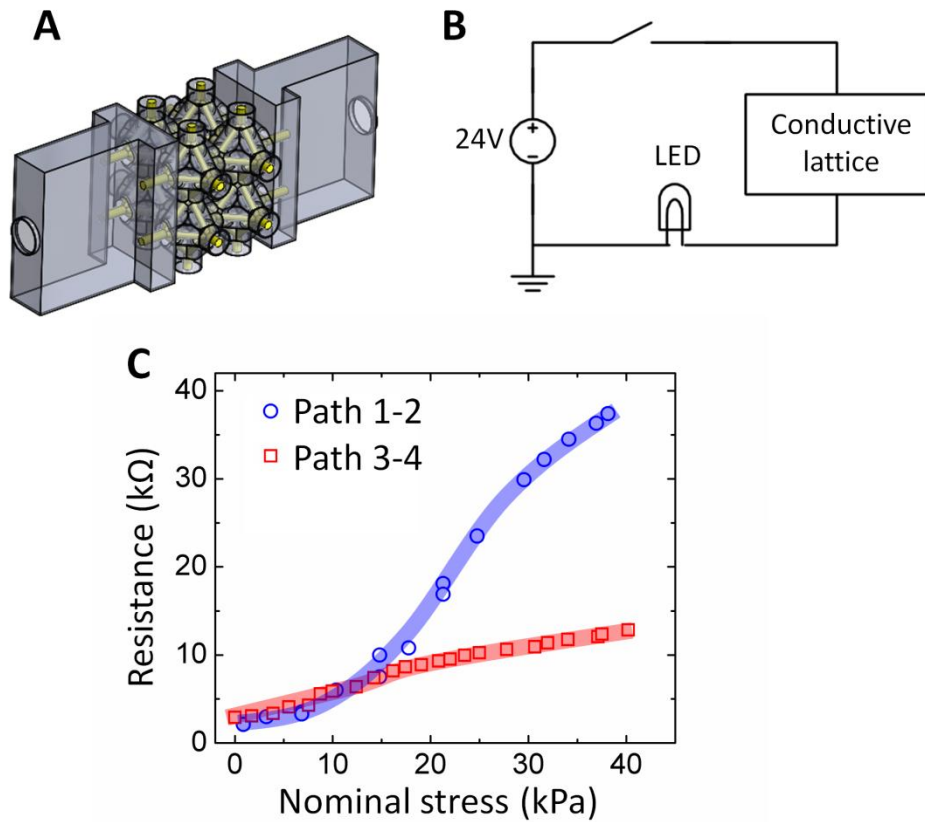 A
B
24V
+
−
LED
Conductive
lattice
C
Path 1-2
Path 3-4
Resistance (kΩ)
40
30
20
10
0
0 10 20 30 40
Nominal stress (kPa)